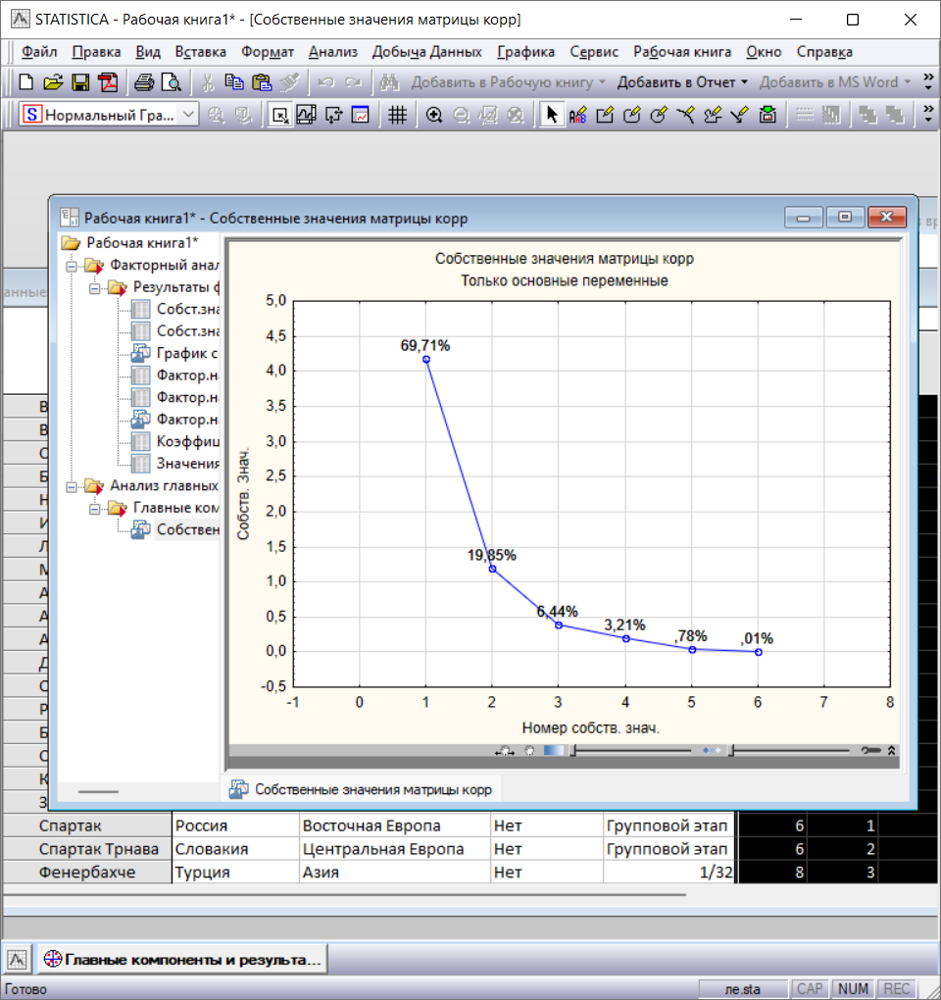 STATISTICA - Рабочая книга1* - [Собственные значения матрицы корр]
Файл Правка Вид Вставка Формат Анализ Добыча Данных Графика Сервис Рабочая книга Окно Справка
Добавить в Рабочую книгу Добавить в Отчет Добавить в MS Word
S Нормальный Гра...
Рабочая книга1* - Собственные значения матрицы корр
Рабочая книга1*
Факторный анал
Результаты ф
Собст.зна
Собст.зна
График с
Фактор.н
Фактор.н
Фактор.н
Коэффиц
Значения
Анализ главных
Главные ком
Собствен
Собственные значения матрицы корр
Только основные переменные
5,0
4,5
4,0
3,5
3,0
2,5
2,0
1,5
1,0
0,5
0,0
-0,5
Собств. Знач.
69,71%
19,85%
6,44%
3,21%
,78%
,01%
-1 0 1 2 3 4 5 6 7 8
Номер собств. знач.
Собственные значения матрицы корр
Спартак Россия Восточная Европа Нет Групповой этап 6 1
Спартак Трнава Словакия Центральная Европа Нет Групповой этап 6 2
Фенербахче Турция Азия Нет 1/32 8 3
Главные компоненты и результа...
Готово ле.sta CAP NUM REC